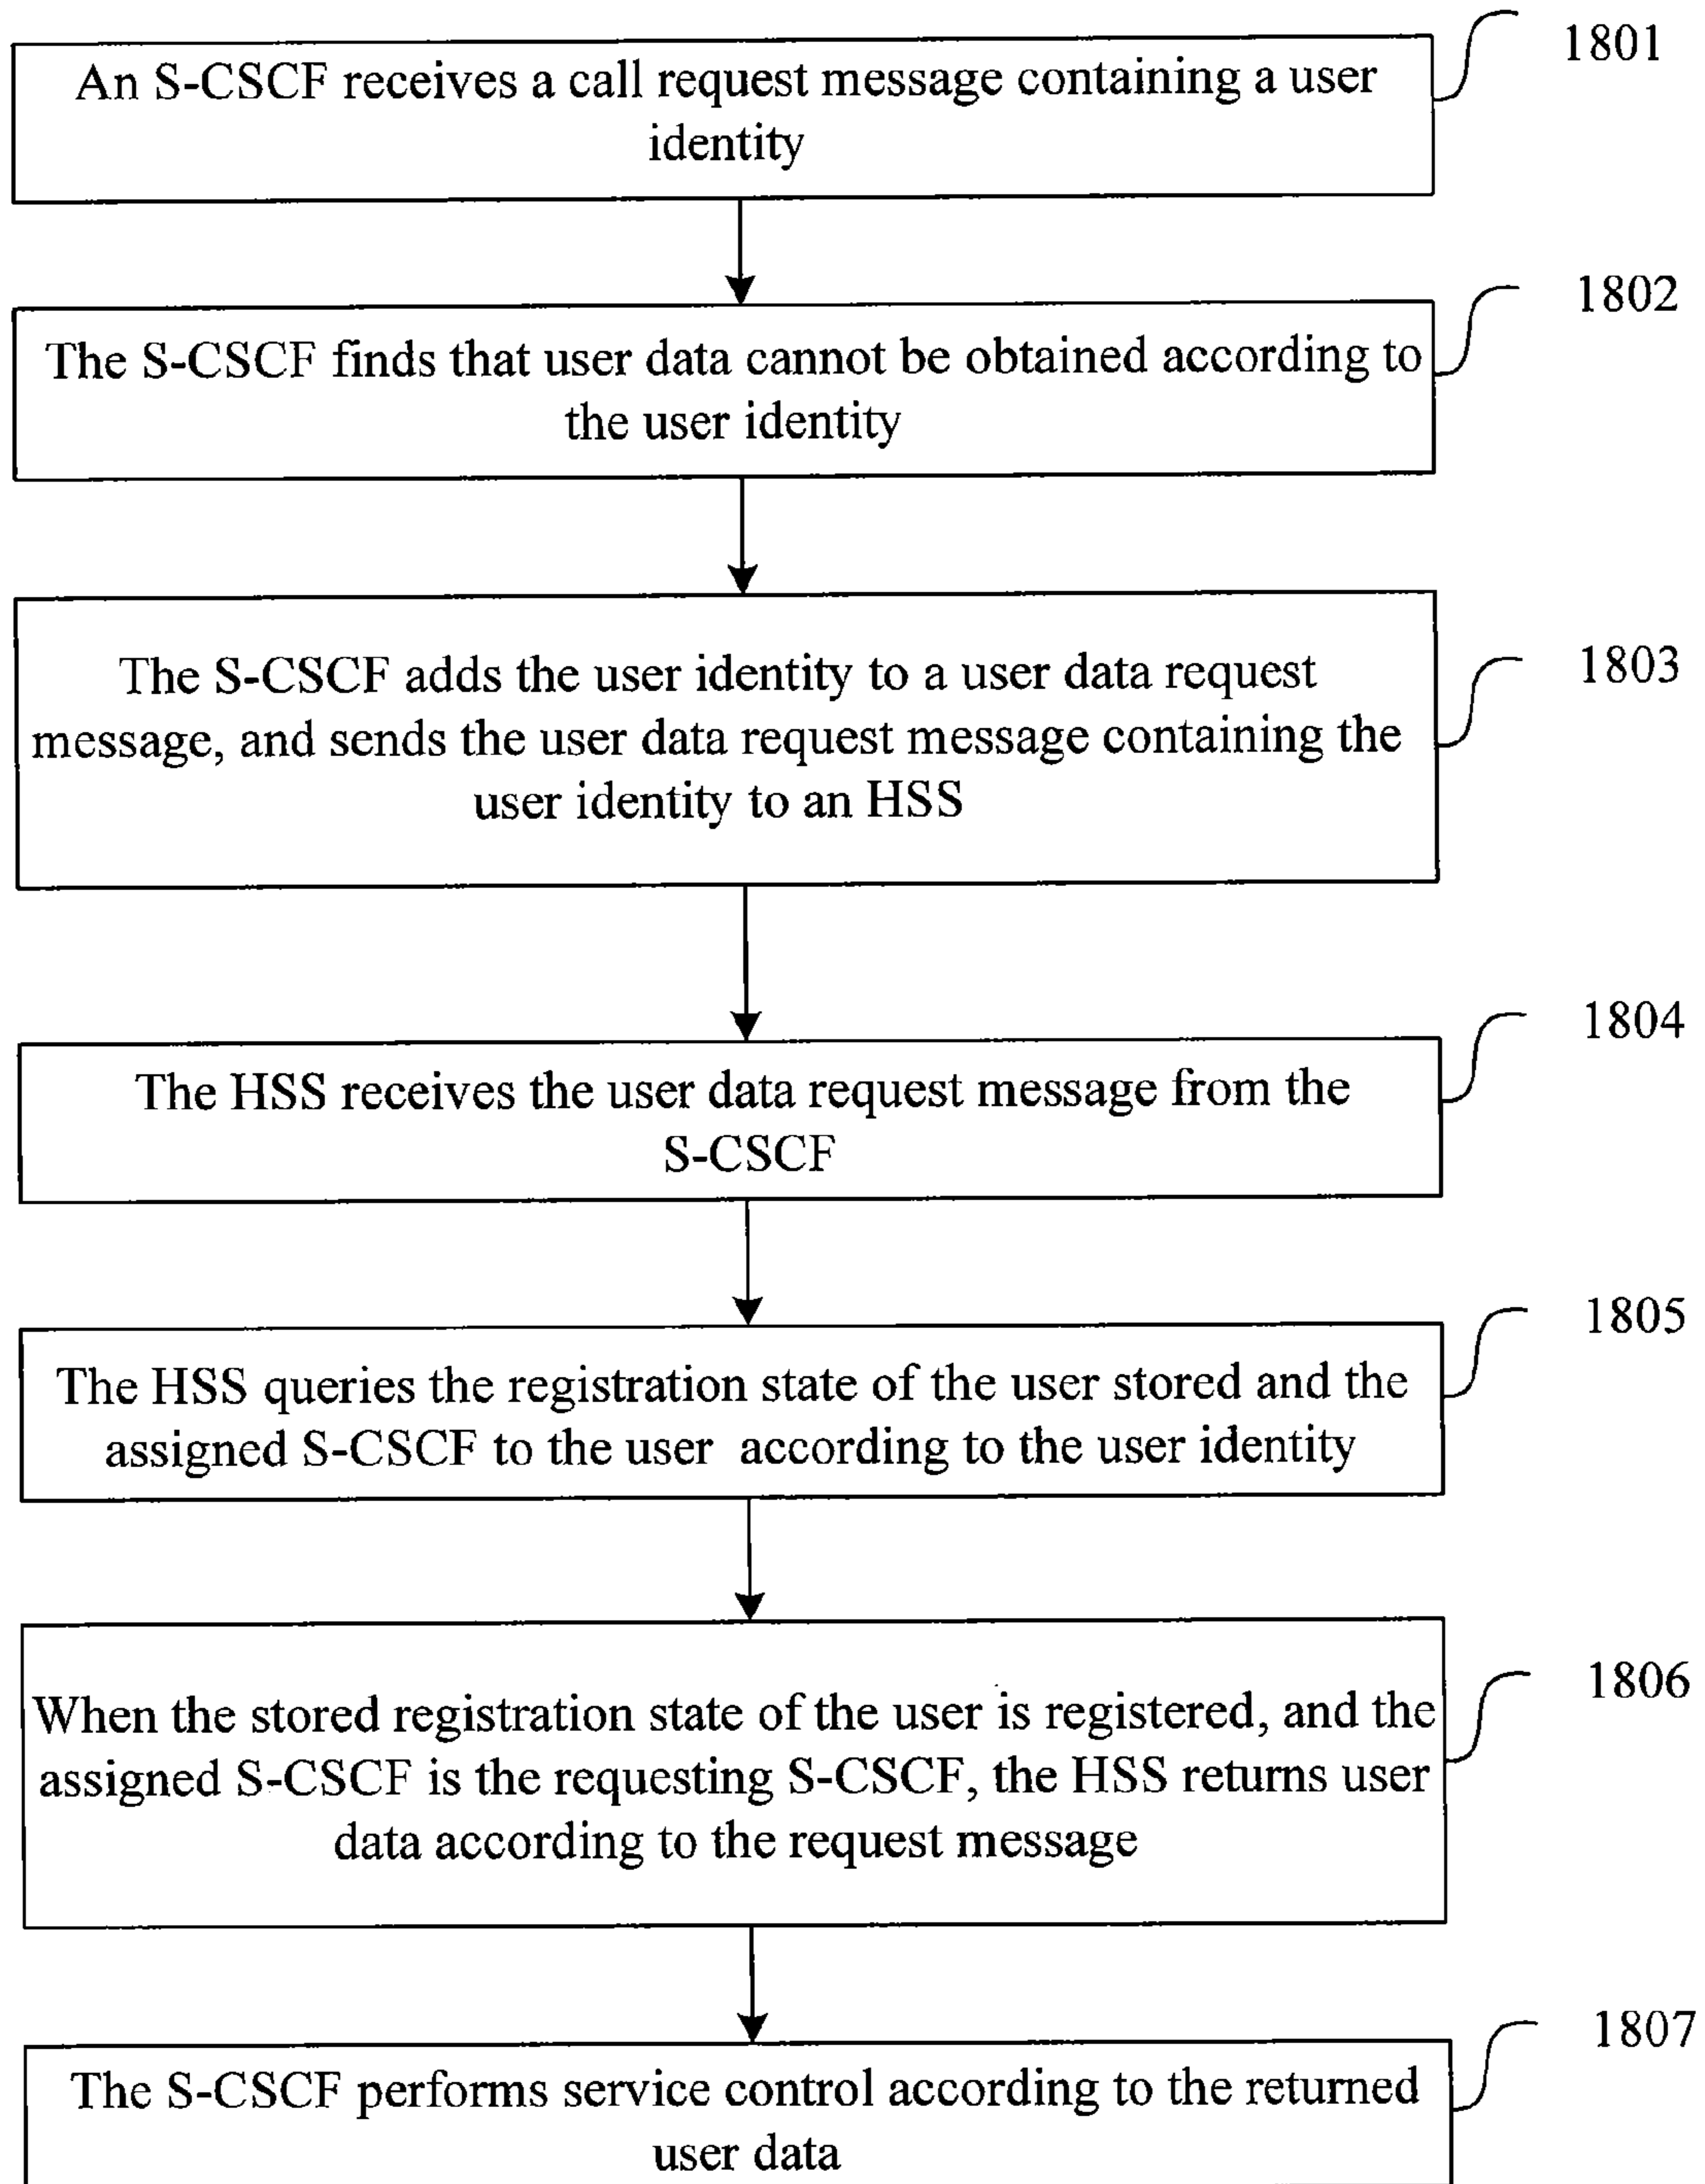 1801
An S-CSCF receives a call request message containing a user
identity
1802
The S-CSCF finds that user data cannot be obtained according to
the user identity
1803
The S-CSCF adds the user identity to a user data request
message, and sends the user data request message containing the
user identity to an HSS
1804
The HSS receives the user data request message from the
S-CSCF
1805
The HSS queries the registration state of the user stored and the
assigned S-CSCF to the user according to the user identity
1806
When the stored registration state of the user is registered, and the
assigned S-CSCF is the requesting S-CSCF, the HSS returns user
data according to the request message
1807
The S-CSCF performs service control according to the returned
user data